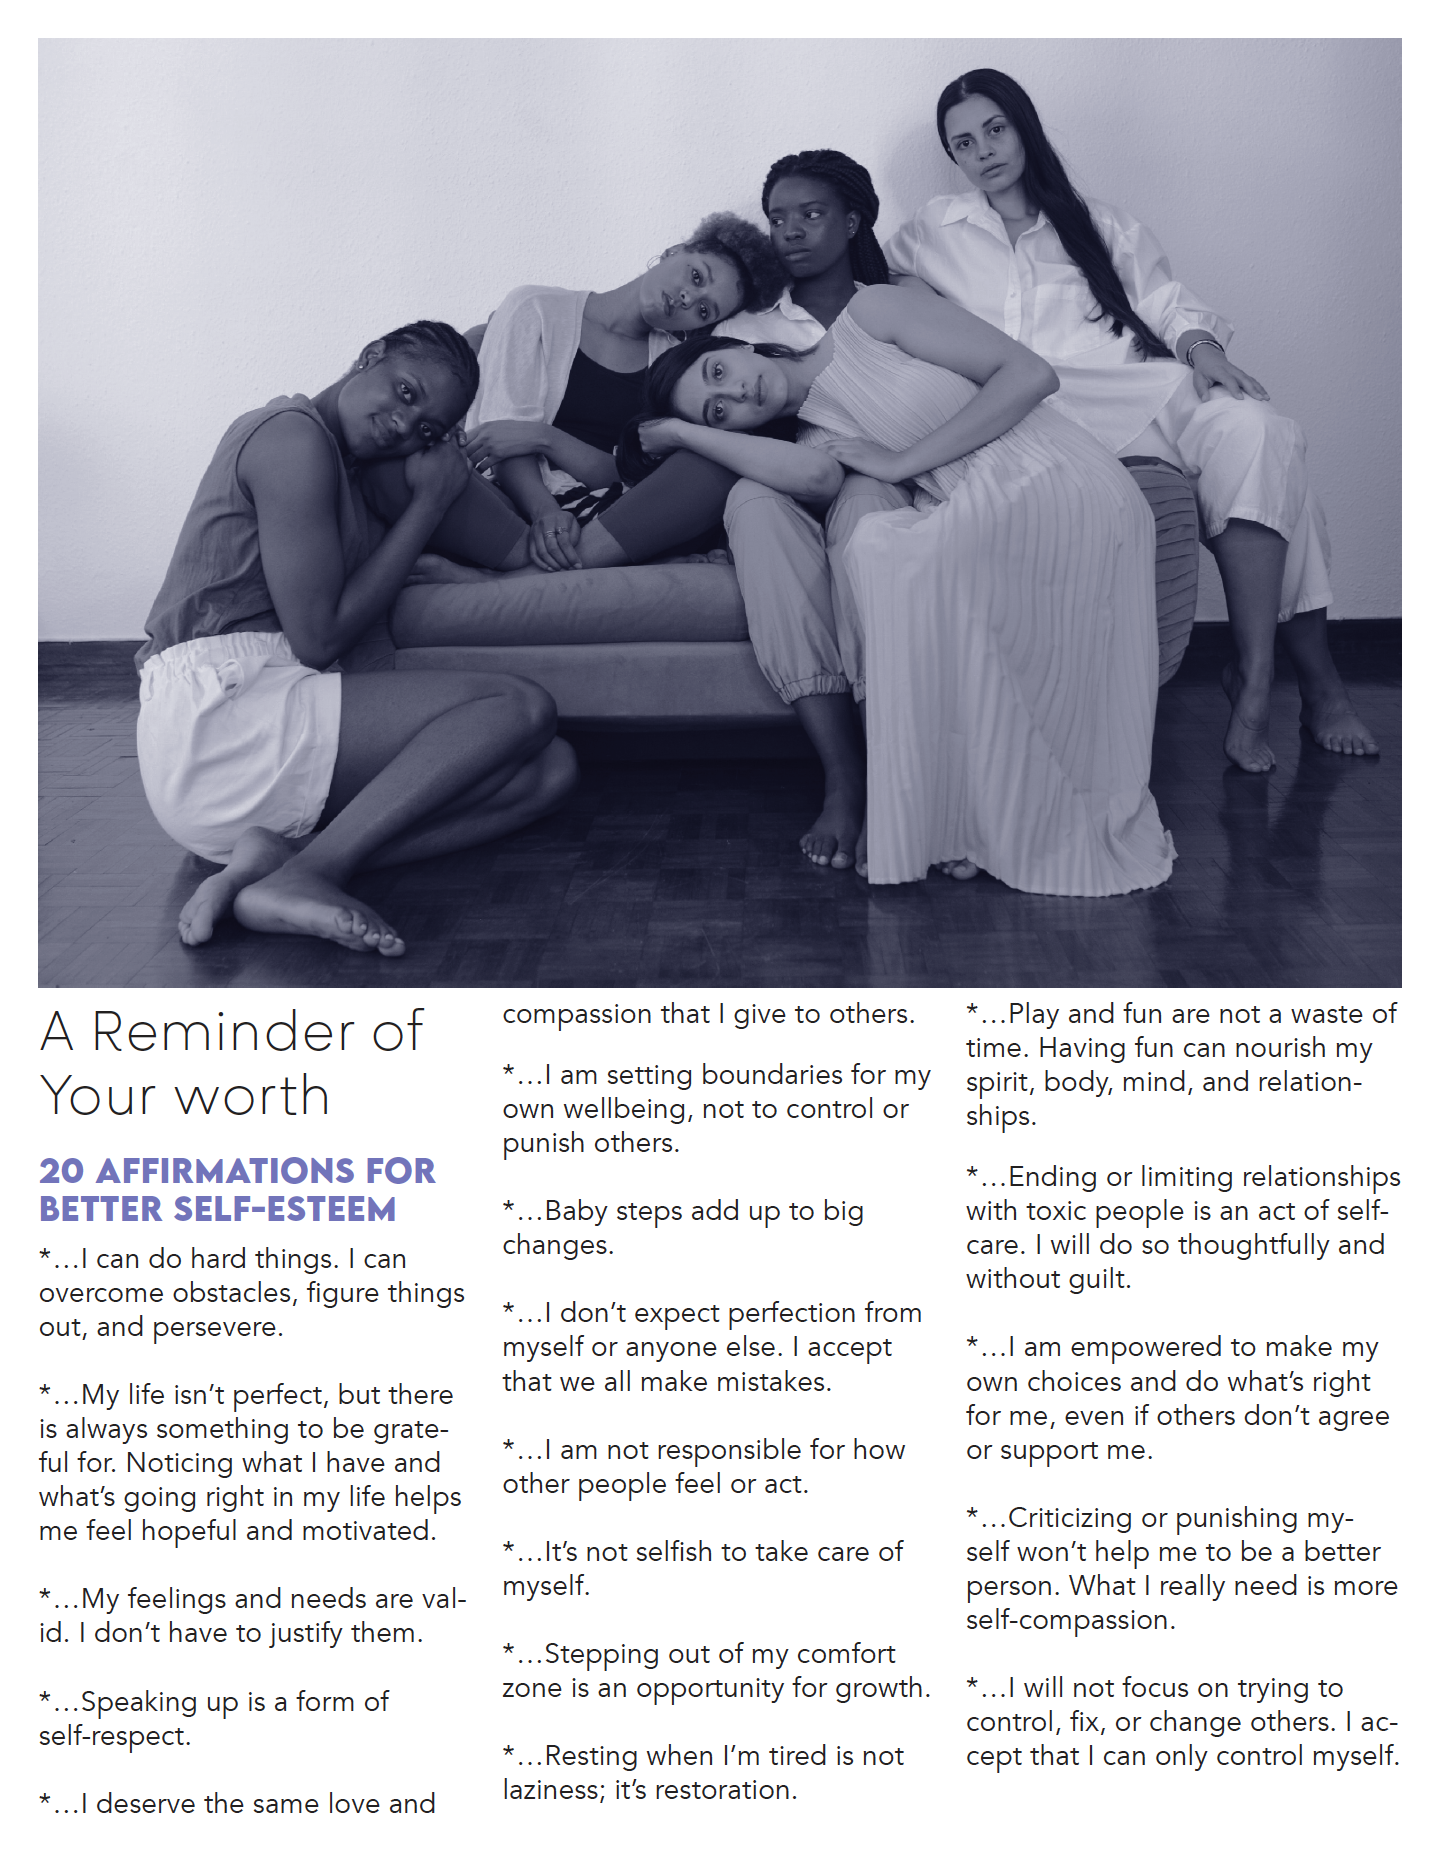 A Reminder of
Your worth
20 AFFIRMATIONS FOR
BETTER SELF-ESTEEM
*…I can do hard things. I can
overcome obstacles, figure things
out, and persevere.
*…My life isn’t perfect, but there
is always something to be grate-
ful for. Noticing what I have and
what’s going right in my life helps
me feel hopeful and motivated.
*…My feelings and needs are val-
id. I don’t have to justify them.
*…Speaking up is a form of
self-respect.
*…I deserve the same love and
compassion that I give to others.
*…I am setting boundaries for my
own wellbeing, not to control or
punish others.
*…Baby steps add up to big
changes.
*…I don’t expect perfection from
myself or anyone else. I accept
that we all make mistakes.
*…I am not responsible for how
other people feel or act.
*…It’s not selfish to take care of
myself.
*…Stepping out of my comfort
zone is an opportunity for growth.
*…Resting when I’m tired is not
laziness; it’s restoration.
*…Play and fun are not a waste of
time. Having fun can nourish my
spirit, body, mind, and relation-
ships.
*…Ending or limiting relationships
with toxic people is an act of self-
care. I will do so thoughtfully and
without guilt.
*…I am empowered to make my
own choices and do what’s right
for me, even if others don’t agree
or support me.
*…Criticizing or punishing my-
self won’t help me to be a better
person. What I really need is more
self-compassion.
*…I will not focus on trying to
control, fix, or change others. I ac-
cept that I can only control myself.